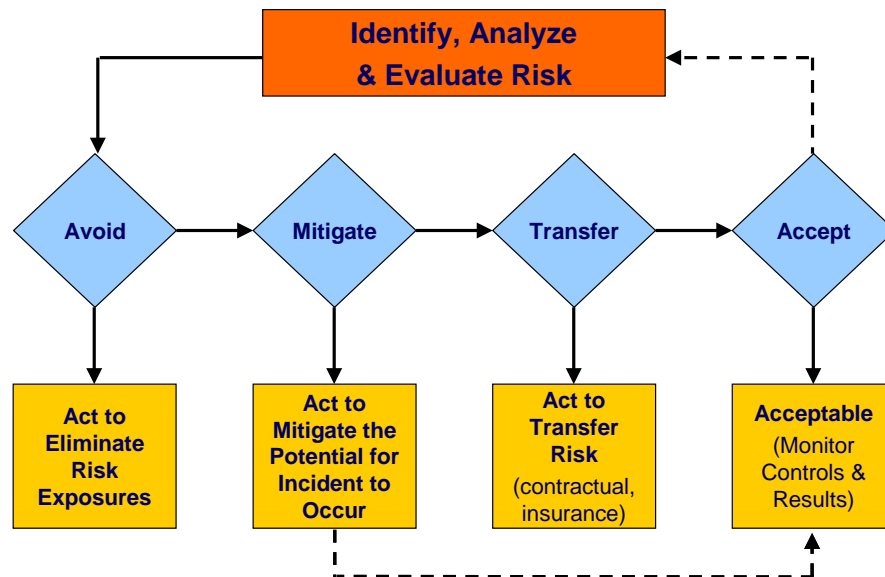 Identify, Analyze
& Evaluate Risk
Avoid
Mitigate
Transfer
Accept
Act to
Eliminate
Risk
Exposures
Act to
Mitigate the
Potential for
Incident to
Occur
Act to
Transfer
Risk
(contractual,
insurance)
Acceptable
(Monitor
Controls &
Results)